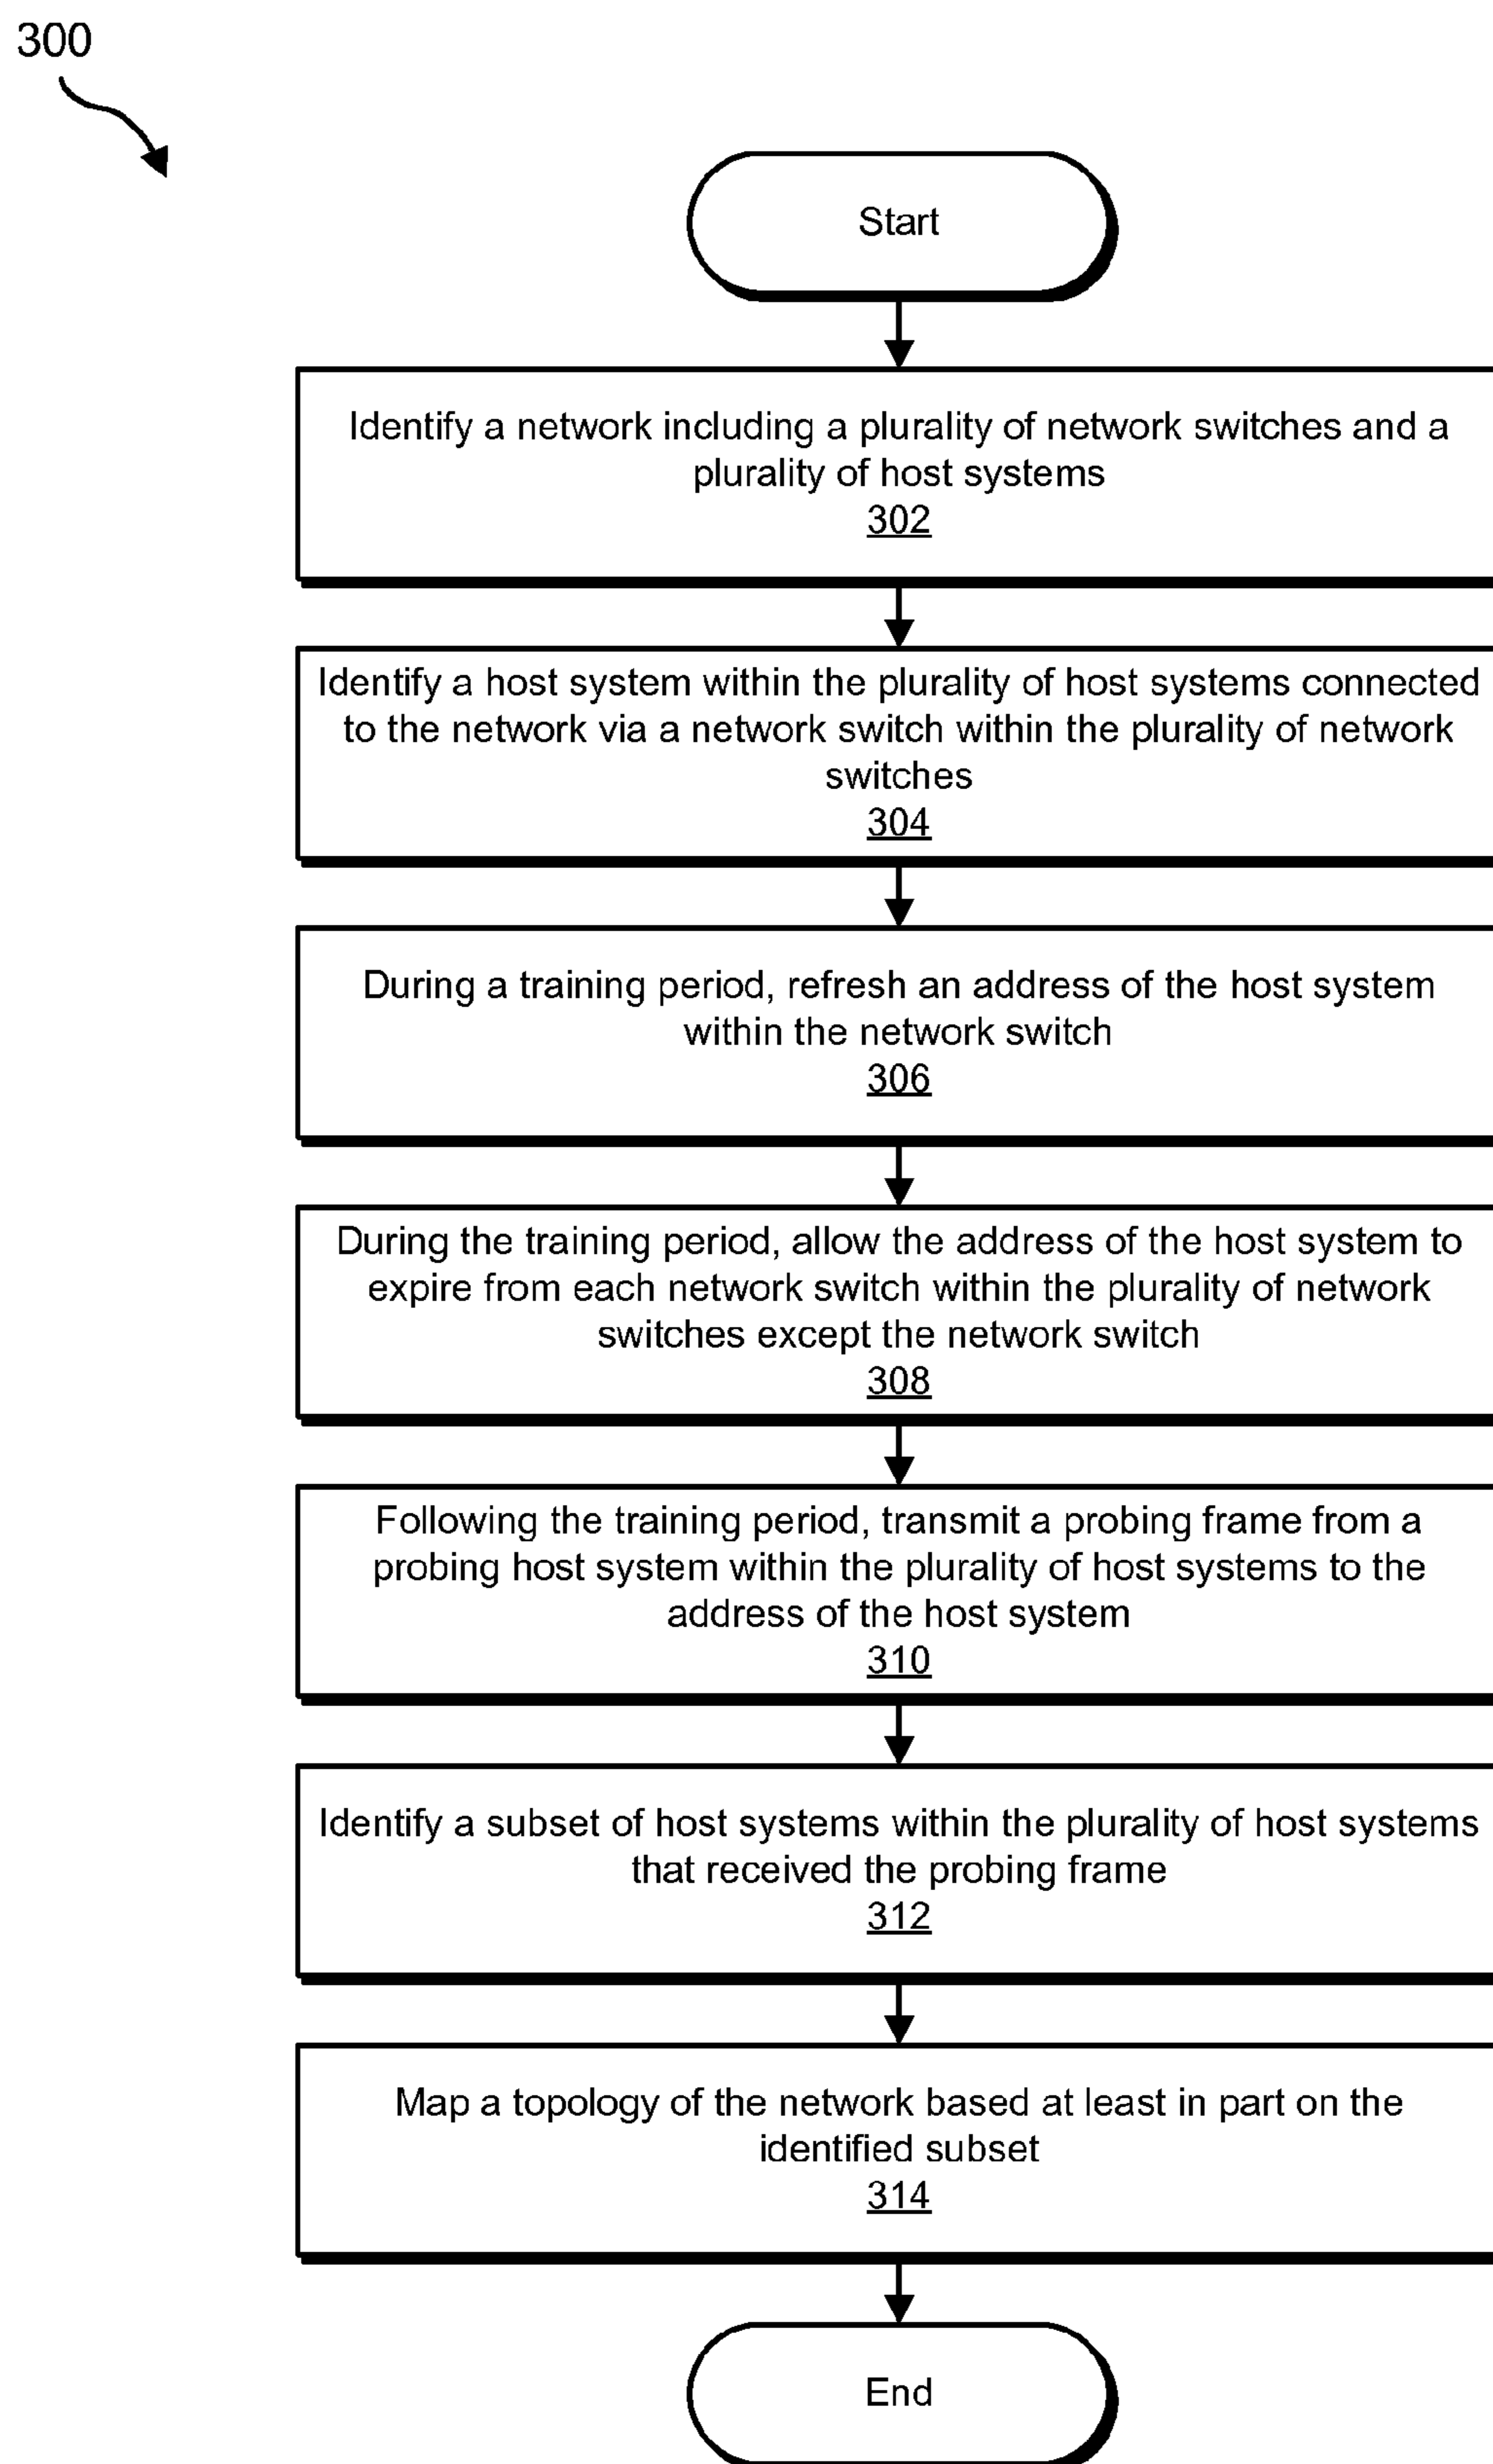 300
Start
Identify a network including a plurality of network switches and a
plurality of host systems
302
Identify a host system within the plurality of host systems connected
to the network via a network switch within the plurality of network
switches
304
During a training period, refresh an address of the host system
within the network switch
306
During the training period, allow the address of the host system to
expire from each network switch within the plurality of network
switches except the network switch
308
Following the training period, transmit a probing frame from a
probing host system within the plurality of host systems to the
address of the host system
310
Identify a subset of host systems within the plurality of host systems
that received the probing frame
312
Map a topology of the network based at least in part on the
identified subset
314
End